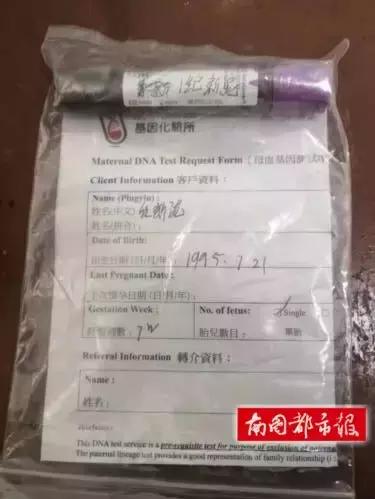 基因化驗所
Maternal DNA Test Request Form
Client Information 客戶資料：
Name (Pingyin):
姓名(中文)
姓名(拼音)：
Date of Birth:
出生日期(日/月/年)： 1995. 7.21
Last Pregnant Date:
上次懷孕日期(日/月/年)：
Gestation Week: No. of fetus: Single
妊娠週數： 7W 胎兒數目： 單胎
Referral Information 轉介資料：
Name :
姓名：
Disclaimer:
This DNA test service is a pre-requisite test for purpose of exclusion of
The paternal lineage test provides a good representation of family relationship
南国都市报